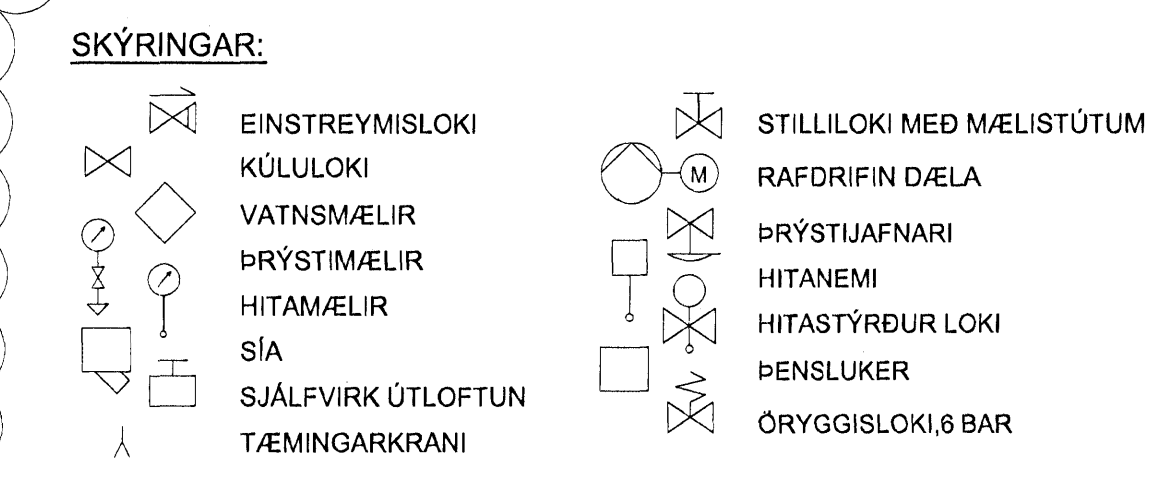 SKÝRINGAR:
EINSTREYMISLOKI
KÚLULOKI
VATNSMÆLIR
ÞRÝSTIMÆLIR
HITAMÆLIR
SÍA
SJÁLFVIRK ÚTLOFTUN
TÆMINGARKRANI
STILLILOKI MEÐ MÆLISTÚTUM
M
RAFDRIFIN DÆLA
ÞRÝSTIJAFNARI
HITANEMI
HITASTÝRÐUR LOKI
ÞENSLUKER
ÖRYGGISLOKI,6 BAR